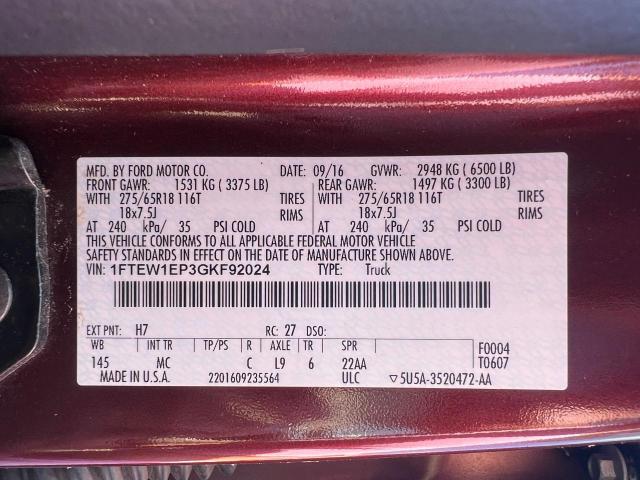 MFD. BY FORD MOTOR CO. DATE: 09/16 GVWR: 2948 KG ( 6500 LB)
FRONT GAWR: 1531 KG ( 3375 LB) REAR GAWR: 1497 KG ( 3300 LB)
WITH 275/65R18 116T TIRES WITH 275/65R18 116T TIRES
18x7.5J RIMS 18x7.5J RIMS
AT 240 kPa/ 35 PSI COLD AT 240 kPa/ 35 PSI COLD
THIS VEHICLE CONFORMS TO ALL APPLICABLE FEDERAL MOTOR VEHICLE
SAFETY STANDARDS IN EFFECT ON THE DATE OF MANUFACTURE SHOWN ABOVE.
VIN: 1FTEW1EP3GKF92024 TYPE: Truck
EXT PNT: H7 RC: 27 DSO:
WB INT TR TP/PS R AXLE TR SPR F0004
145 MC C L9 6 22AA T0607
MADE IN U.S.A. 2201609235564 ULC ▽5U5A-3520472-AA